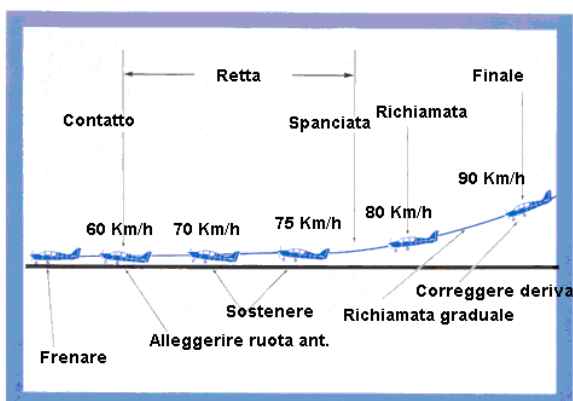 Finale
Retta
Richiamata
Contatto
Spanciata
90 Km/h
80 Km/h
75 Km/h
70 Km/h
60 Km/h
Correggere deriva
Richiamata graduale
Sostenere
Alleggerire ruota ant.
Frenare